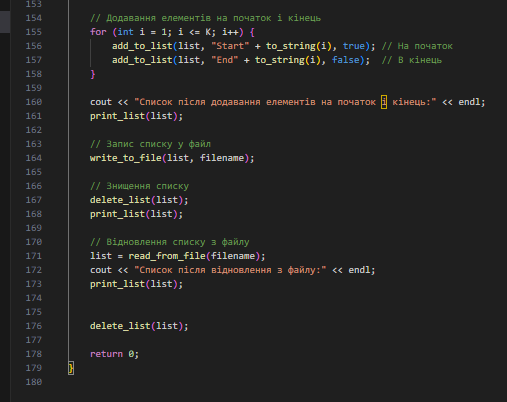 153
154 // Додавання елементів на початок і кінець
155 for (int i = 1; i <= K; i++) {
156 add_to_list(list, "Start" + to_string(i), true); // На початок
157 add_to_list(list, "End" + to_string(i), false); // В кінець
158 }
159
160 cout << "Список після додавання елементів на початок і кінець:" << endl;
161 print_list(list);
162
163 // Запис списку у файл
164 write_to_file(list, filename);
165
166 // Знищення списку
167 delete_list(list);
168 print_list(list);
169
170 // Відновлення списку з файлу
171 list = read_from_file(filename);
172 cout << "Список після відновлення з файлу:" << endl;
173 print_list(list);
174
175
176 delete_list(list);
177
178 return 0;
179 }
180